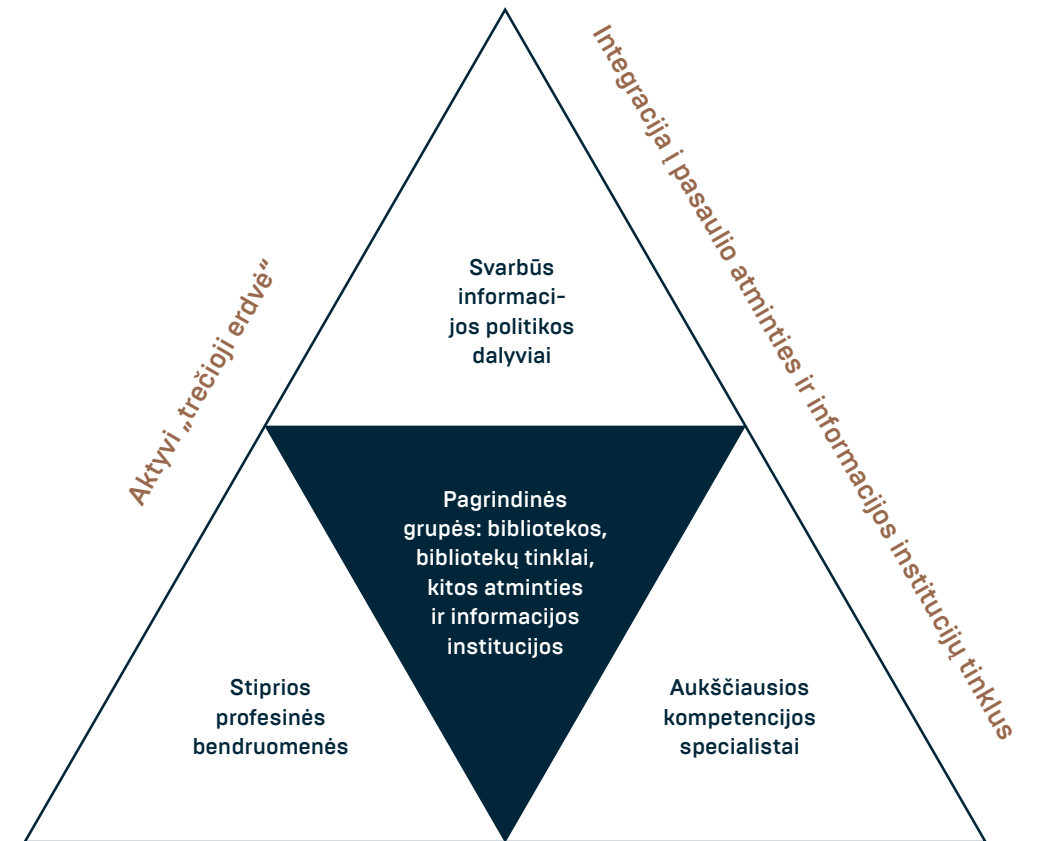 Integracija į pasaulio atminties ir informacijos institucijų tinklus
Aktyvi „trečioji erdvė“
Svarbūs
informaci-
jos politikos
dalyviai
Pagrindinės
grupės: bibliotekos,
bibliotekų tinklai,
kitos atminties
ir informacijos
institucijos
Stiprios
profesinės
bendruomenės
Aukščiausios
kompetencijos
specialistai